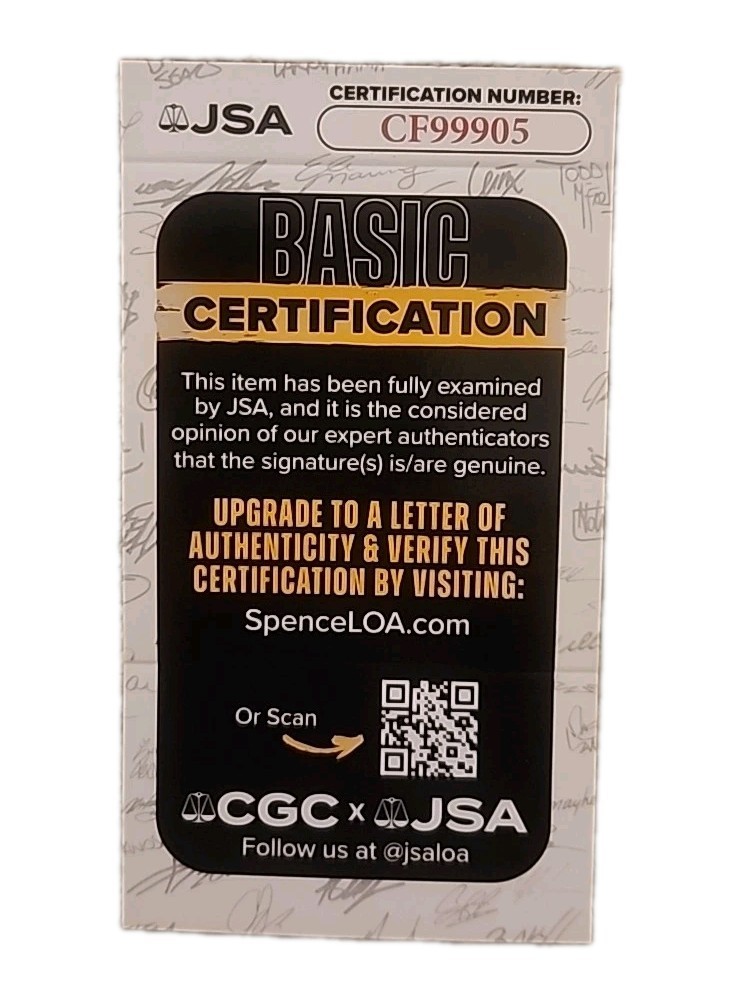 CERTIFICATION NUMBER:
JSA
CF99905
BASIC
CERTIFICATION
This item has been fully examined
by JSA, and it is the considered
opinion of our expert authenticators
that the signature(s) is/are genuine.
UPGRADE TO A LETTER OF
AUTHENTICITY & VERIFY THIS
CERTIFICATION BY VISITING:
SpenceLOA.com
Or Scan
CGC x JSA
Follow us at @jsaloa